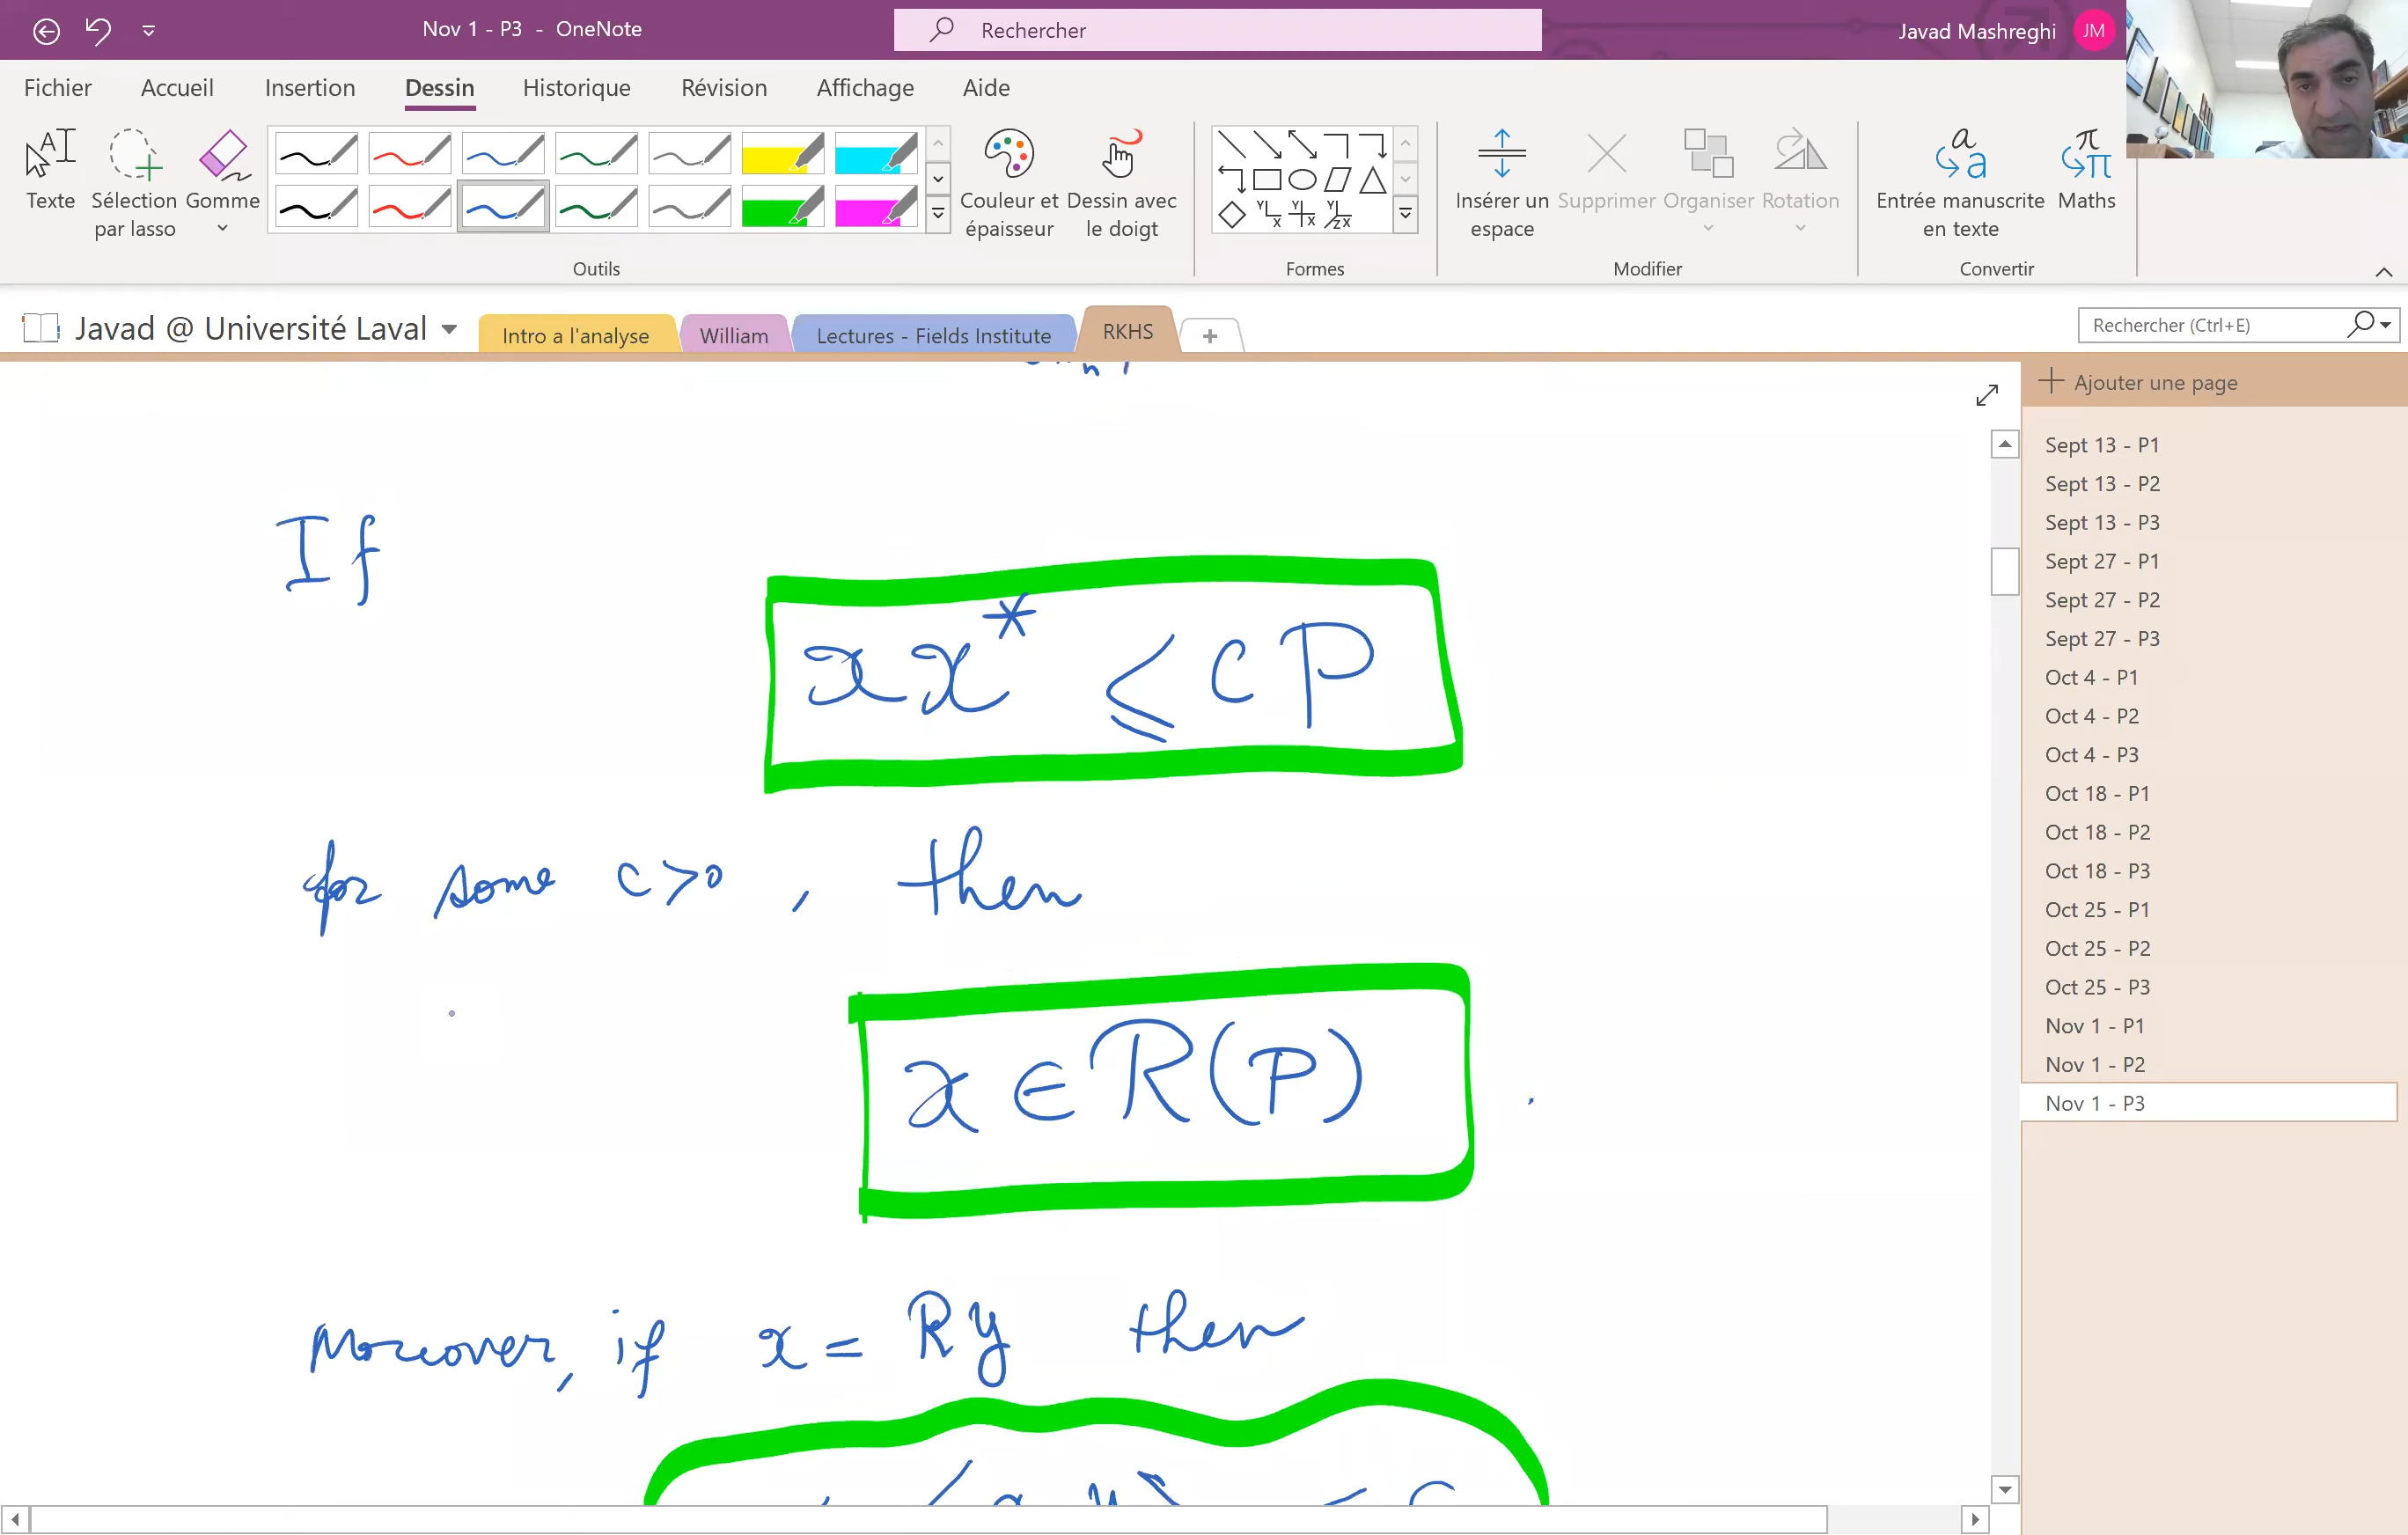 Nov 1 - P3 - OneNote
Rechercher
Javad Mashreghi JM
Fichier Accueil Insertion Dessin Historique Révision Affichage Aide
Texte
Sélection par lasso
Gomme
Couleur et épaisseur
Dessin avec le doigt
Insérer un espace
Supprimer
Organiser
Rotation
Entrée manuscrite en texte
Maths
Outils Formes Modifier Convertir
Javad @ Université Laval
Intro a l'analyse
William
Lectures - Fields Institute
RKHS
Rechercher (Ctrl+E)
Ajouter une page
Sept 13 - P1
Sept 13 - P2
Sept 13 - P3
Sept 27 - P1
Sept 27 - P2
Sept 27 - P3
Oct 4 - P1
Oct 4 - P2
Oct 4 - P3
Oct 18 - P1
Oct 18 - P2
Oct 18 - P3
Oct 25 - P1
Oct 25 - P2
Oct 25 - P3
Nov 1 - P1
Nov 1 - P2
Nov 1 - P3
If
xx* ≤ cP
for some c>0, then
x ∈ R(P) .
Moreover, if x = Ry then